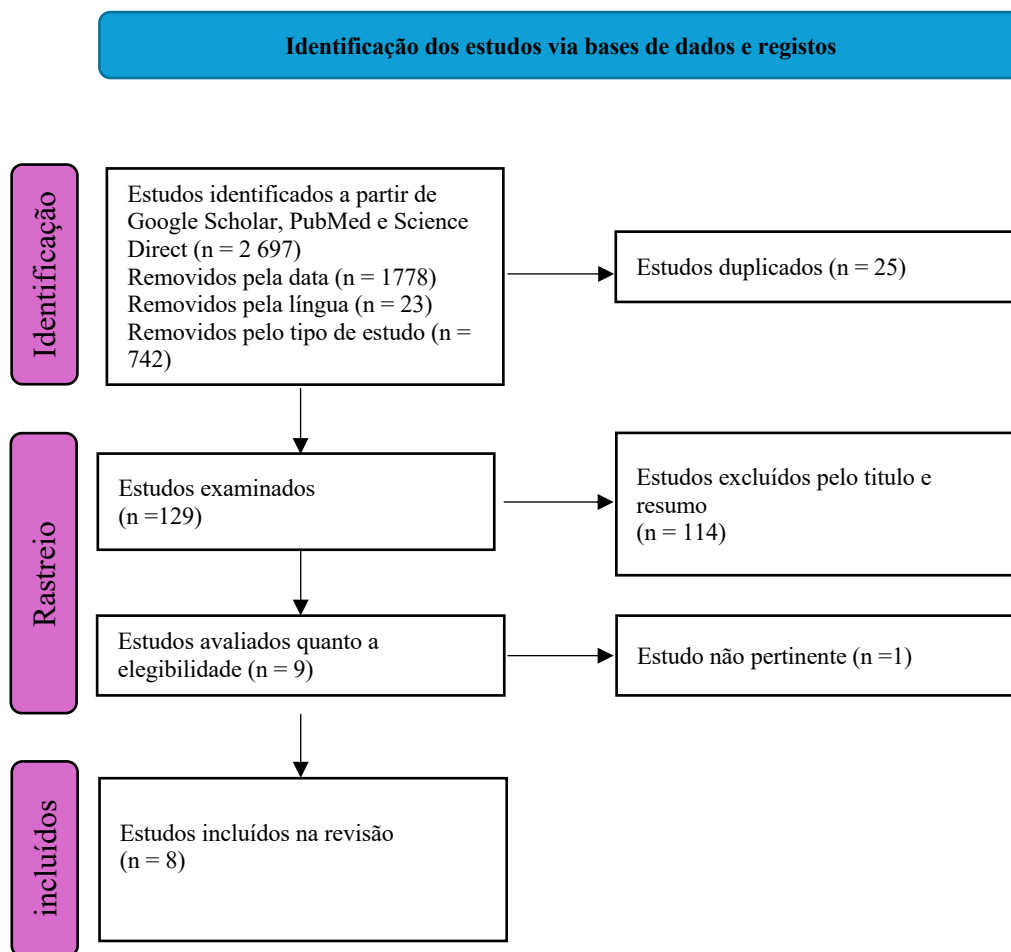 Identificação dos estudos via bases de dados e registos
Identificação
Estudos identificados a partir de
Google Scholar, PubMed e Science
Direct (n = 2 697)
Removidos pela data (n = 1778)
Removidos pela língua (n = 23)
Removidos pelo tipo de estudo (n =
742)
Estudos duplicados (n = 25)
Rastreio
Estudos examinados
(n =129)
Estudos excluídos pelo titulo e
resumo
(n = 114)
Estudos avaliados quanto a
elegibilidade (n = 9)
Estudo não pertinente (n =1)
incluídos
Estudos incluídos na revisão
(n = 8)